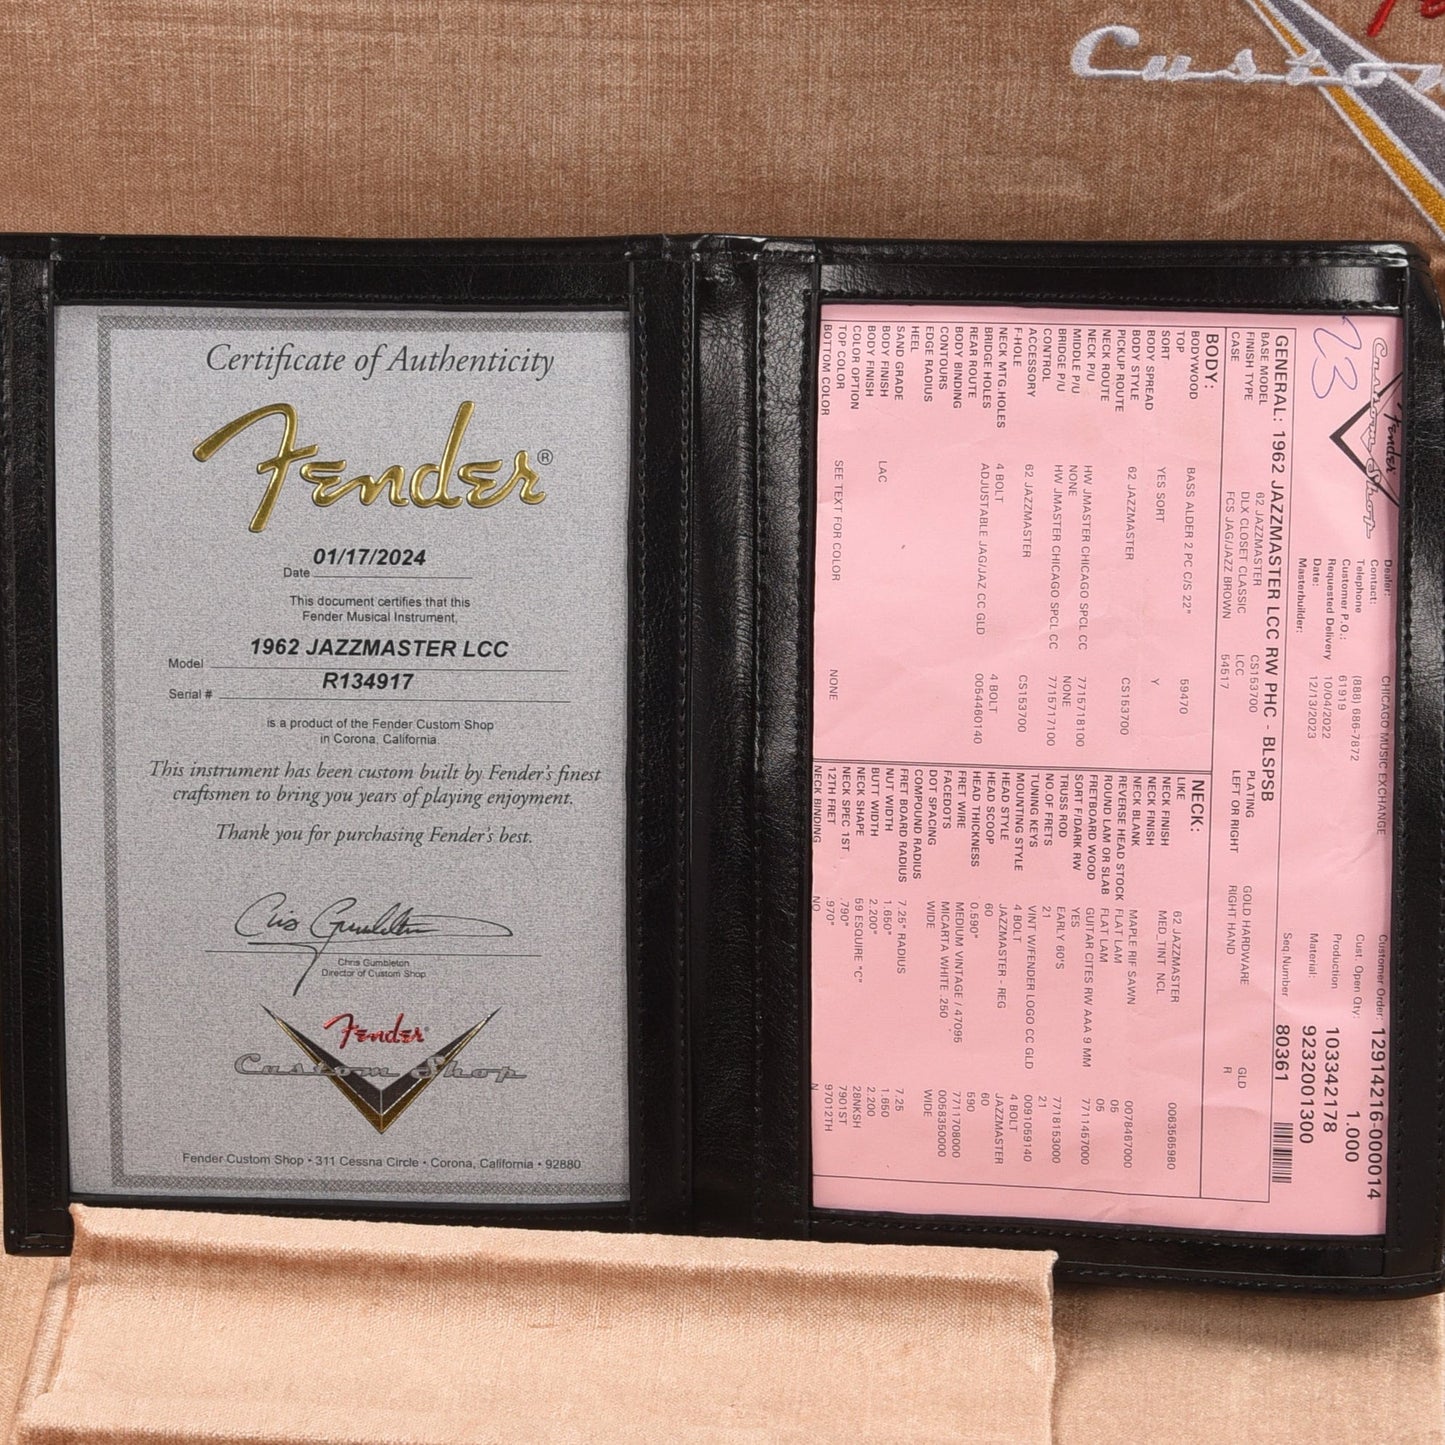 Custom
Certificate of Authenticity
Fender®
01/17/2024
Date
This document certifies that this
Fender Musical Instrument,
1962 JAZZMASTER LCC
Model
R134917
Serial #
is a product of the Fender Custom Shop
in Corona, California
This instrument has been custom built by Fender's finest
craftsmen to bring you years of playing enjoyment.
Thank you for purchasing Fender's best.
Chris Gumbleton
Director of Custom Shop
Fender®
Custom Shop
Fender Custom Shop • 311 Cessna Circle • Corona, California • 92880
23
Fender
Custom Shop
Dealer: CHICAGO MUSIC EXCHANGE Customer Order: 12914216-000014
Contact:
Telephone (888) 686-7872 Cust. Open Qty: 1.000
Customer P.O.: 61919
Requested Delivery 10/04/2022 Production 103342178
Date: 12/13/2023 Material: 9232001300
Masterbuilder:
Seq.Number 80361
GENERAL: 1962 JAZZMASTER LCC RW PHC - BLSPSB
BASE MODEL 62 JAZZMASTER CS153700 PLATING GOLD HARDWARE GLD
FINISH TYPE DLX CLOSET CLASSIC LCC LEFT OR RIGHT RIGHT HAND R
CASE FCS JAG/JAZZ BROWN 54517
BODY:
BODYWOOD BASS ALDER 2 PC C/S 22" 59470
TOP
SORT YES SORT Y
BODY SPREAD
BODY STYLE 62 JAZZMASTER CS153700
PICKUP ROUTE
NECK ROUTE
NECK P/U HW JMASTER CHICAGO SPCL CC 7715718100
MIDDLE P/U NONE NONE
BRIDGE P/U HW JMASTER CHICAGO SPCL CC 7715717100
CONTROL
ACCESSORY 62 JAZZMASTER CS153700
F-HOLE
NECK MTG.HOLES 4 BOLT 4 BOLT
BRIDGE HOLES ADJUSTABLE JAG/JAZ CC GLD 0054460140
REAR ROUTE
BODY BINDING
CONTOURS
EDGE RADIUS
HEEL
SAND GRADE
BODY FINISH LAC
BODY FINISH
COLOR OPTION
TOP COLOR SEE TEXT FOR COLOR NONE
BOTTOM COLOR
NECK:
LIKE 62 JAZZMASTER 0063565980
NECK FINISH MED_TINT NCL
NECK FINISH
NECK BLANK MAPLE RIF SAWN 0078467000
REVERSE HEAD STOCK FLAT LAM 05
ROUND LAM OR SLAB FLAT LAM 05
FRETBOARD WOOD GUITAR CITES RW AAA 9 MM 7711457000
SORT F/DARK RW YES
TRUSS ROD EARLY 60'S 7718153000
NO.OF FRETS 21 21
TUNING KEYS VINT W/FENDER LOGO CC GLD 0091059140
MOUNTING STYLE 4 BOLT 4 BOLT
HEAD STYLE JAZZMASTER - REG JAZZMASTER
HEAD SCOOP 60 60
HEAD THICKNESS 0.590" 590
FRET WIRE MEDIUM VINTAGE / 47095 7711708000
FACEDOTS MICARTA WHITE .250 0058350000
DOT SPACING WIDE WIDE
COMPOUND RADIUS
FRET BOARD RADIUS 7.25" RADIUS 7.25
NUT WIDTH 1.650" 1.650
BUTT WIDTH 2.200" 2.200
NECK SHAPE 59 ESQUIRE "C" 28NKSH
NECK SPEC 1ST .790" 7901ST
12TH FRET .970" 97012TH
NECK BINDING NO N